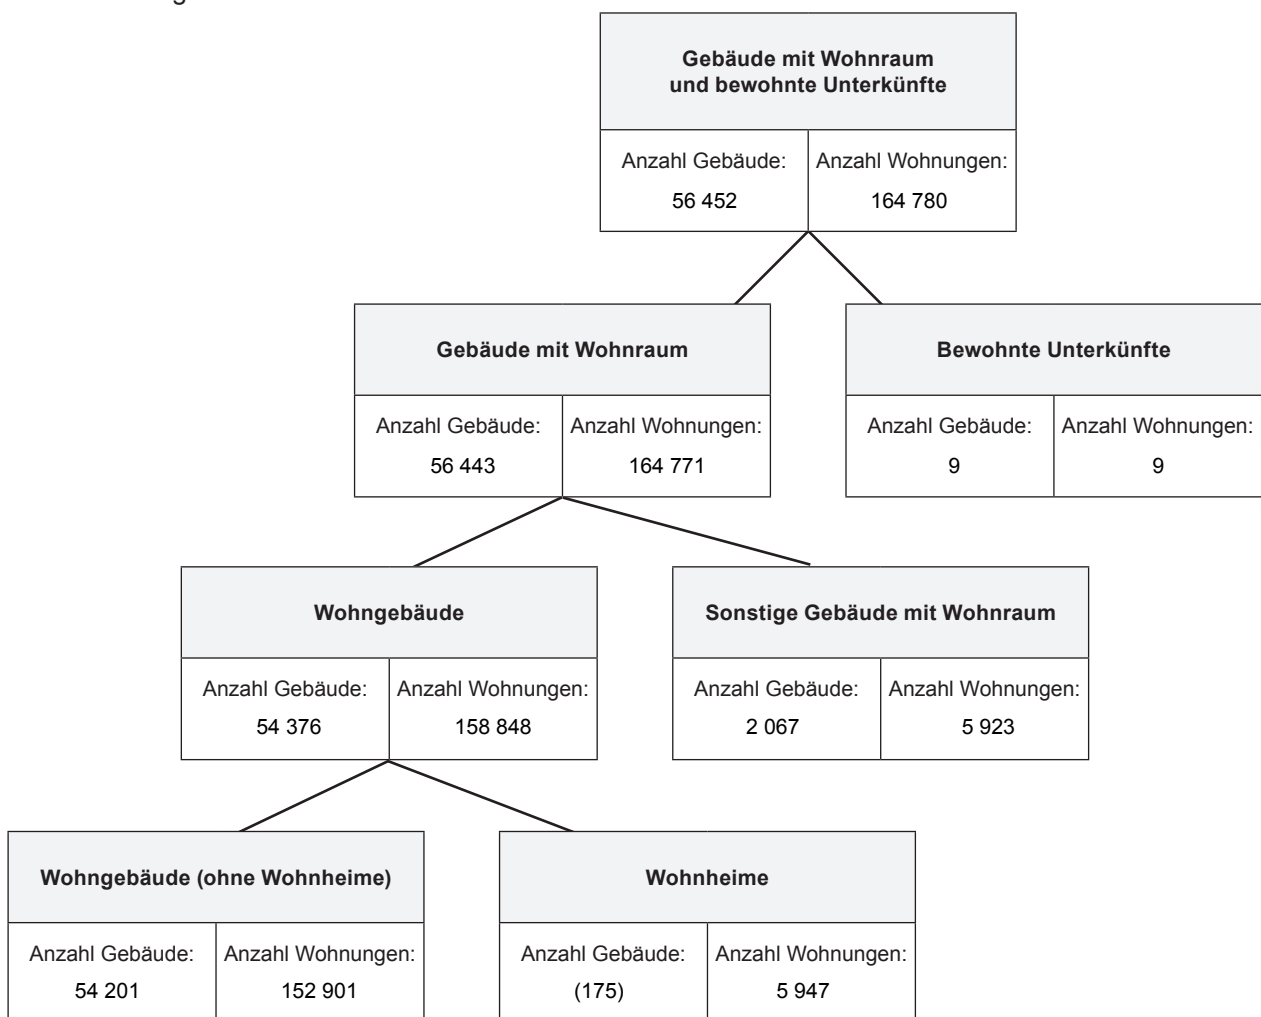 Gebäude mit Wohnraum
und bewohnte Unterkünfte
Anzahl Gebäude: Anzahl Wohnungen:
56 452 164 780
Gebäude mit Wohnraum
Anzahl Gebäude: Anzahl Wohnungen:
56 443 164 771
Bewohnte Unterkünfte
Anzahl Gebäude: Anzahl Wohnungen:
9 9
Wohngebäude
Anzahl Gebäude: Anzahl Wohnungen:
54 376 158 848
Sonstige Gebäude mit Wohnraum
Anzahl Gebäude: Anzahl Wohnungen:
2 067 5 923
Wohngebäude (ohne Wohnheime)
Anzahl Gebäude: Anzahl Wohnungen:
54 201 152 901
Wohnheime
Anzahl Gebäude: Anzahl Wohnungen:
(175) 5 947